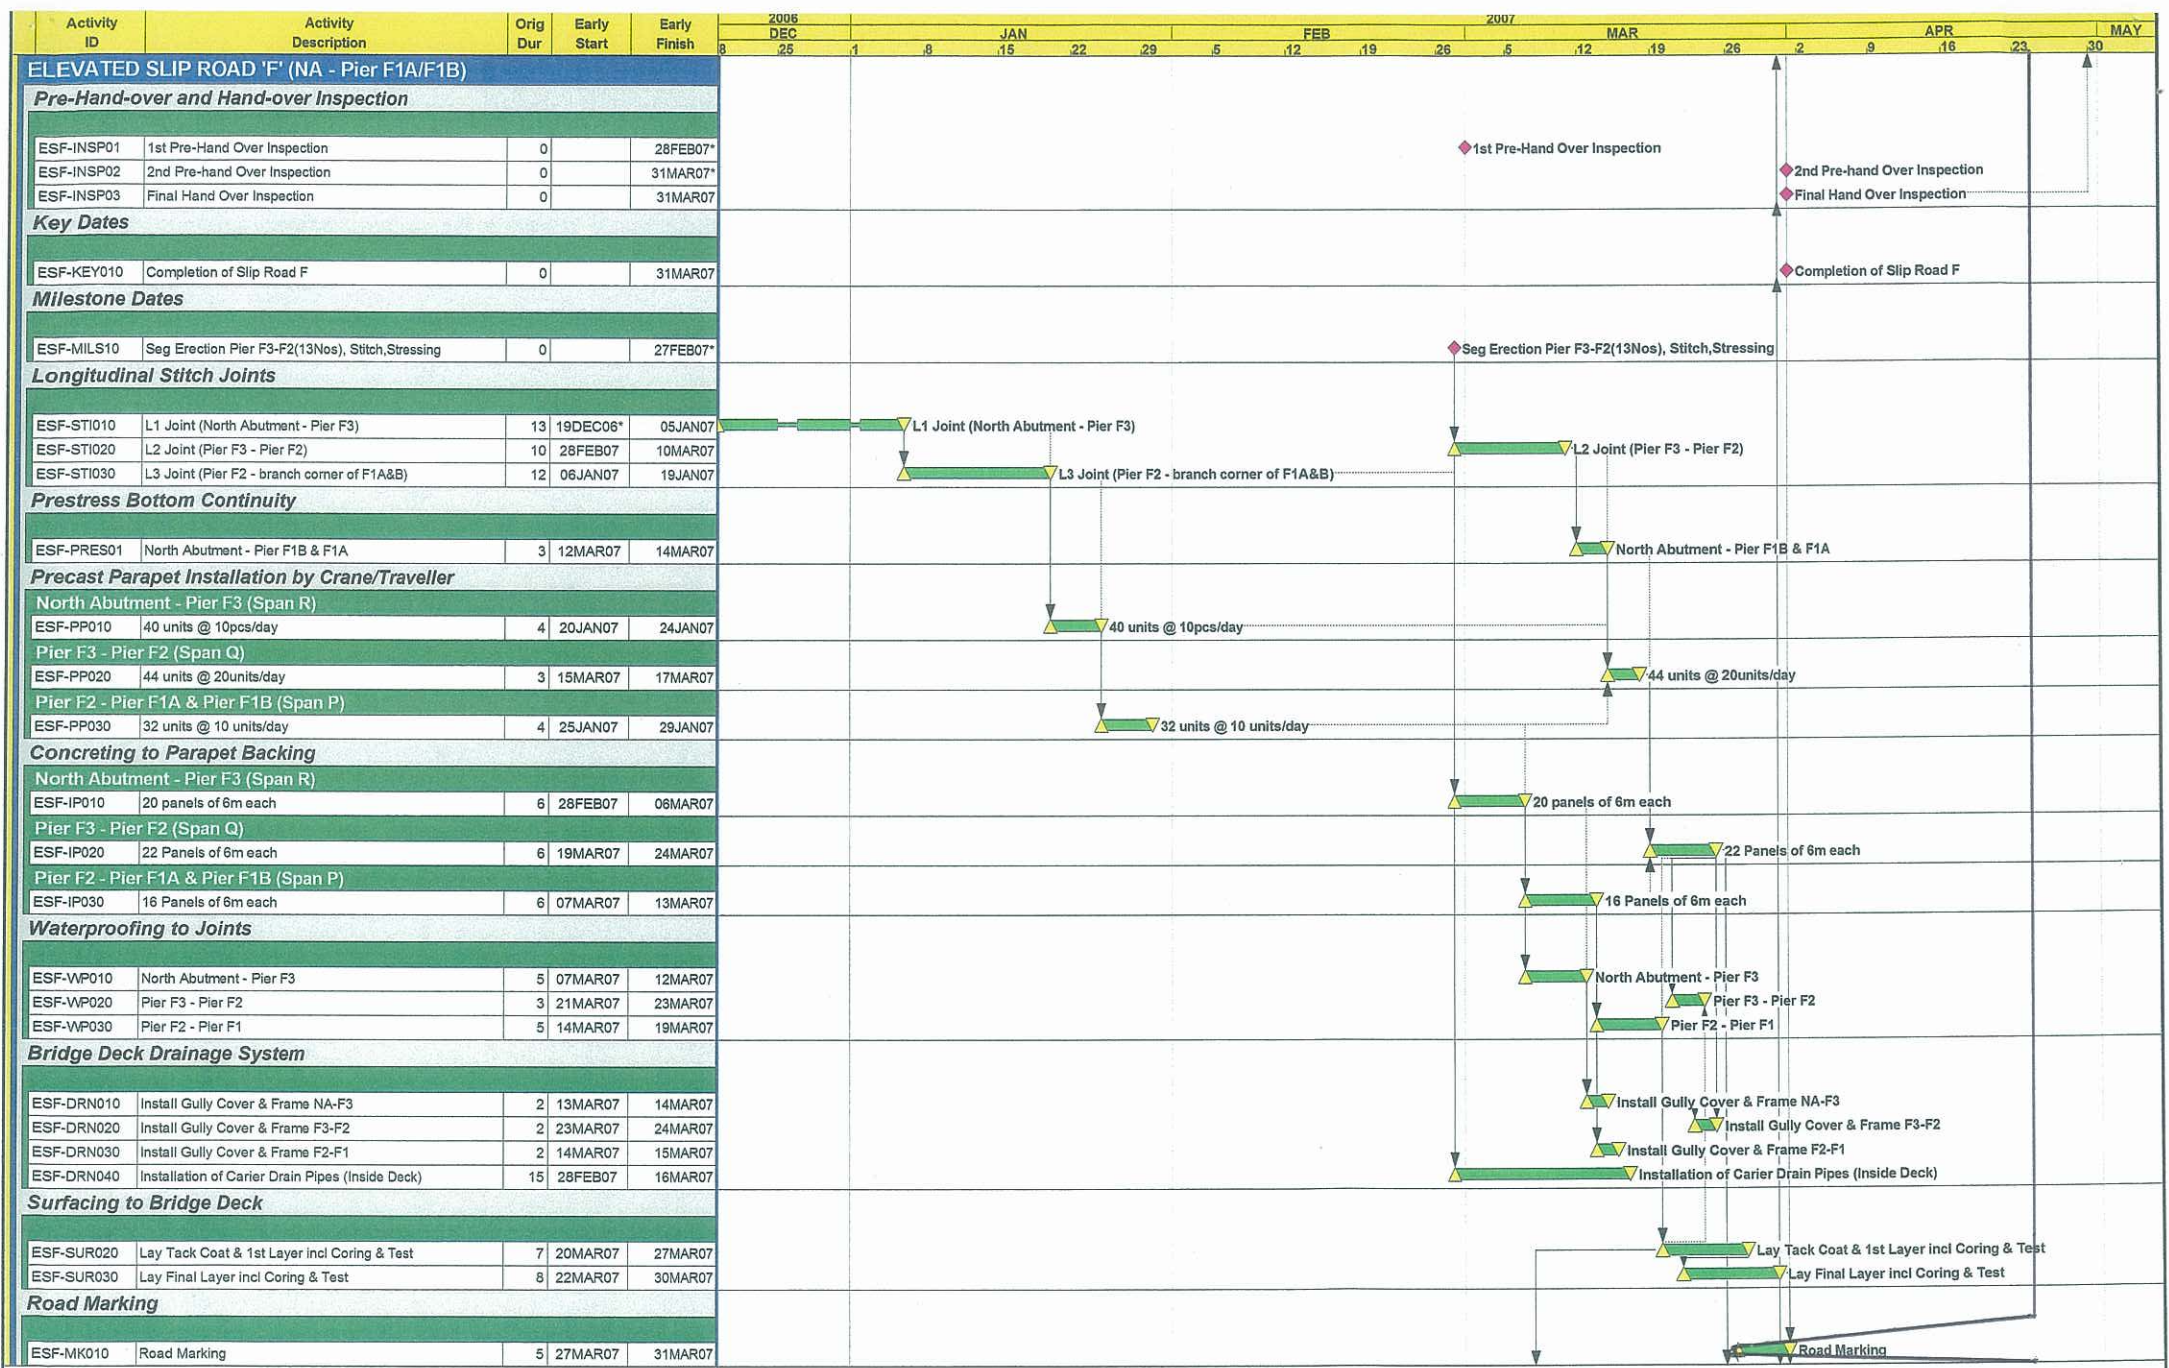 Activity ID Activity Description Orig Dur Early Start Early Finish
2006 2007
DEC JAN FEB MAR APR MAY
8 25 1 8 15 22 29 5 12 19 26 5 12 19 26 2 9 16 23 30
ELEVATED SLIP ROAD 'F' (NA - Pier F1A/F1B)
Pre-Hand-over and Hand-over Inspection
ESF-INSP01 1st Pre-Hand Over Inspection 0 28FEB07* 1st Pre-Hand Over Inspection
ESF-INSP02 2nd Pre-hand Over Inspection 0 31MAR07* 2nd Pre-hand Over Inspection
ESF-INSP03 Final Hand Over Inspection 0 31MAR07 Final Hand Over Inspection
Key Dates
ESF-KEY010 Completion of Slip Road F 0 31MAR07 Completion of Slip Road F
Milestone Dates
ESF-MILS10 Seg Erection Pier F3-F2(13Nos), Stitch,Stressing 0 27FEB07* Seg Erection Pier F3-F2(13Nos), Stitch,Stressing
Longitudinal Stitch Joints
ESF-STI010 L1 Joint (North Abutment - Pier F3) 13 19DEC06* 05JAN07 L1 Joint (North Abutment - Pier F3)
ESF-STI020 L2 Joint (Pier F3 - Pier F2) 10 28FEB07 10MAR07 L2 Joint (Pier F3 - Pier F2)
ESF-STI030 L3 Joint (Pier F2 - branch corner of F1A&B) 12 06JAN07 19JAN07 L3 Joint (Pier F2 - branch corner of F1A&B)
Prestress Bottom Continuity
ESF-PRES01 North Abutment - Pier F1B & F1A 3 12MAR07 14MAR07 North Abutment - Pier F1B & F1A
Precast Parapet Installation by Crane/Traveller
North Abutment - Pier F3 (Span R)
ESF-PP010 40 units @ 10pcs/day 4 20JAN07 24JAN07 40 units @ 10pcs/day
Pier F3 - Pier F2 (Span Q)
ESF-PP020 44 units @ 20units/day 3 15MAR07 17MAR07 44 units @ 20units/day
Pier F2 - Pier F1A & Pier F1B (Span P)
ESF-PP030 32 units @ 10 units/day 4 25JAN07 29JAN07 32 units @ 10 units/day
Concreting to Parapet Backing
North Abutment - Pier F3 (Span R)
ESF-IP010 20 panels of 6m each 6 28FEB07 06MAR07 20 panels of 6m each
Pier F3 - Pier F2 (Span Q)
ESF-IP020 22 Panels of 6m each 6 19MAR07 24MAR07 22 Panels of 6m each
Pier F2 - Pier F1A & Pier F1B (Span P)
ESF-IP030 16 Panels of 6m each 6 07MAR07 13MAR07 16 Panels of 6m each
Waterproofing to Joints
ESF-WP010 North Abutment - Pier F3 5 07MAR07 12MAR07 North Abutment - Pier F3
ESF-WP020 Pier F3 - Pier F2 3 21MAR07 23MAR07 Pier F3 - Pier F2
ESF-WP030 Pier F2 - Pier F1 5 14MAR07 19MAR07 Pier F2 - Pier F1
Bridge Deck Drainage System
ESF-DRN010 Install Gully Cover & Frame NA-F3 2 13MAR07 14MAR07 Install Gully Cover & Frame NA-F3
ESF-DRN020 Install Gully Cover & Frame F3-F2 2 23MAR07 24MAR07 Install Gully Cover & Frame F3-F2
ESF-DRN030 Install Gully Cover & Frame F2-F1 2 14MAR07 15MAR07 Install Gully Cover & Frame F2-F1
ESF-DRN040 Installation of Carier Drain Pipes (Inside Deck) 15 28FEB07 16MAR07 Installation of Carier Drain Pipes (Inside Deck)
Surfacing to Bridge Deck
ESF-SUR020 Lay Tack Coat & 1st Layer incl Coring & Test 7 20MAR07 27MAR07 Lay Tack Coat & 1st Layer incl Coring & Test
ESF-SUR030 Lay Final Layer incl Coring & Test 8 22MAR07 30MAR07 Lay Final Layer incl Coring & Test
Road Marking
ESF-MK010 Road Marking 5 27MAR07 31MAR07 Road Marking